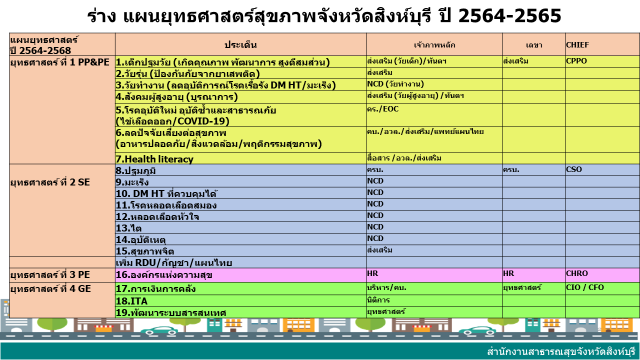 ร่าง แผนยุทธศาสตร์สุขภาพจังหวัดสิงห์บุรี ปี 2564-2565
แผนยุทธศาสตร์
ปี 2564-2568
ประเด็น
เจ้าภาพหลัก
เลขา
CHIEF
ยุทธศาสตร์ ที่ 1 PP&PE
1.เด็กปฐมวัย (เกิดคุณภาพ พัฒนาการ สูงดีสมส่วน)
ส่งเสริม (วัยเด็ก)/ทันตฯ
ส่งเสริม
CPPO
2.วัยรุ่น (ป้องกันภัยจากยาเสพติด)
ส่งเสริม
3.วัยทำงาน (ลดอุบัติการณ์โรคเรื้อรัง DM HT/มะเร็ง)
NCD (วัยทำงาน)
4.สังคมผู้สูงอายุ (บูรณาการ)
ส่งเสริม (วัยผู้สูงอายุ) /ทันตฯ
5.โรคอุบัติใหม่ อุบัติซ้ำและสาธารณภัย
(ไข้เลือดออก/COVID-19)
คร./EOC
6.ลดปัจจัยเสี่ยงต่อสุขภาพ
(อาหารปลอดภัย/สิ่งแวดล้อม/พฤติกรรมสุขภาพ)
คบ./อวล./ส่งเสริม/แพทย์แผนไทย
7.Health literacy
สื่อสาร /อวล./ส่งเสริม
ยุทธศาสตร์ ที่ 2 SE
8.ปฐมภูมิ
ครบ.
ครบ.
CSO
9.มะเร็ง
NCD
10. DM HT ที่ควบคุมได้
NCD
11.โรคหลอดเลือดสมอง
NCD
12.หลอดเลือดหัวใจ
NCD
13.ไต
NCD
14.อุบัติเหตุ
NCD
15.สุขภาพจิต
ส่งเสริม
เพิ่ม RDU/กัญชา/แผนไทย
ยุทธศาสตร์ ที่ 3 PE
16.องค์กรแห่งความสุข
HR
HR
CHRO
ยุทธศาสตร์ ที่ 4 GE
17.การเงินการคลัง
บริหาร/คบ.
ยุทธศาสตร์
CIO / CFO
18.ITA
นิติการ
19.พัฒนาระบบสารสนเทศ
ยุทธศาสตร์
สำนักงานสาธารณสุขจังหวัดสิงห์บุรี